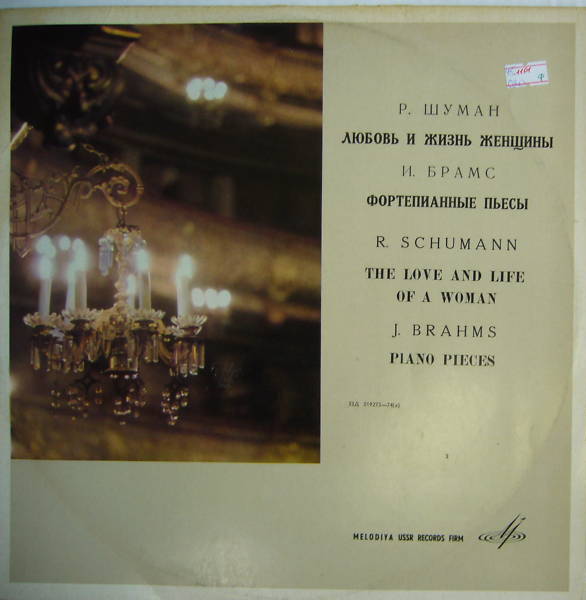 Р. ШУМАН
ЛЮБОВЬ И ЖИЗНЬ ЖЕНЩИНЫ
И. БРАМС
ФОРТЕПИАННЫЕ ПЬЕСЫ
R. SCHUMANN
THE LOVE AND LIFE
OF A WOMAN
J. BRAHMS
PIANO PIECES
MELODIYA USSR RECORDS FIRM